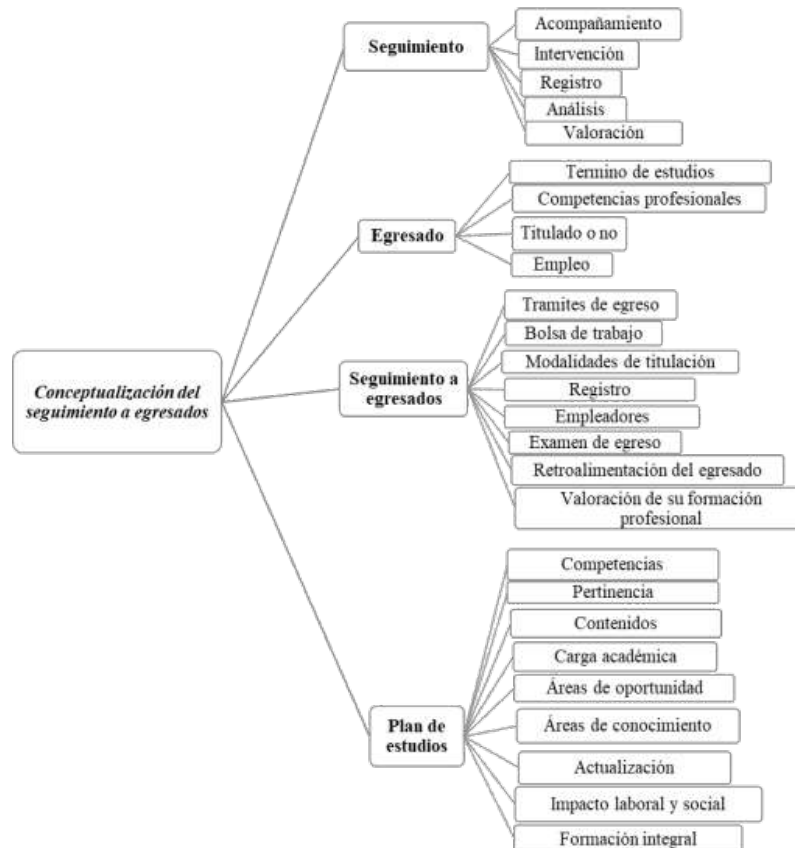 Conceptualización del
seguimiento a egresados
Seguimiento
Acompañamiento
Intervención
Registro
Análisis
Valoración
Egresado
Termino de estudios
Competencias profesionales
Titulado o no
Empleo
Seguimiento a
egresados
Tramites de egreso
Bolsa de trabajo
Modalidades de titulación
Registro
Empleadores
Examen de egreso
Retroalimentación del egresado
Valoración de su formación
profesional
Plan de
estudios
Competencias
Pertinencia
Contenidos
Carga académica
Áreas de oportunidad
Áreas de conocimiento
Actualización
Impacto laboral y social
Formación integral